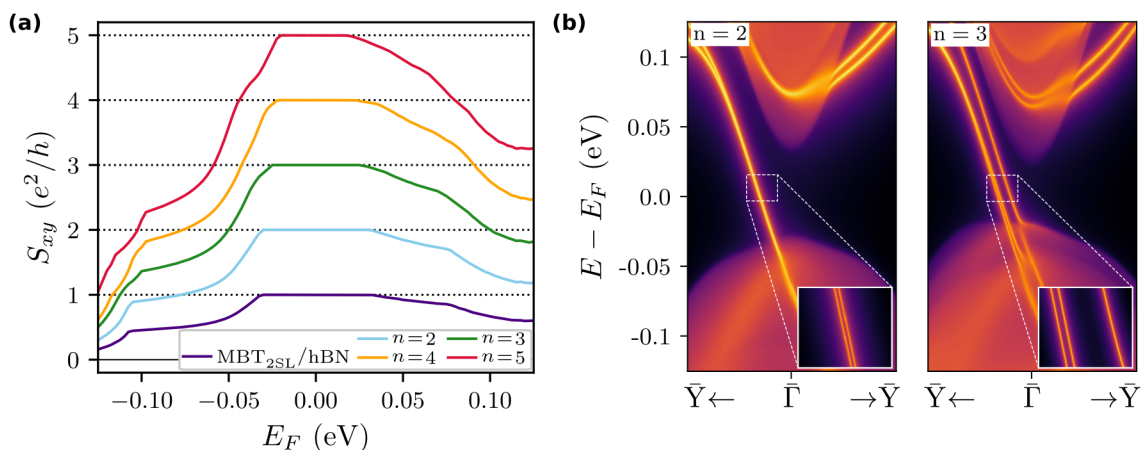 (a)
S_xy (e²/h)
5
4
3
2
1
0
MBT₂SL/hBN
n=2
n=3
n=4
n=5
−0.10
−0.05
0.00
0.05
0.10
E_F (eV)
(b)
E − E_F (eV)
0.1
0.05
0.0
-0.05
-0.1
n = 2
n = 3
Ȳ←
Γ̄
→Ȳ
Ȳ←
Γ̄
→Ȳ